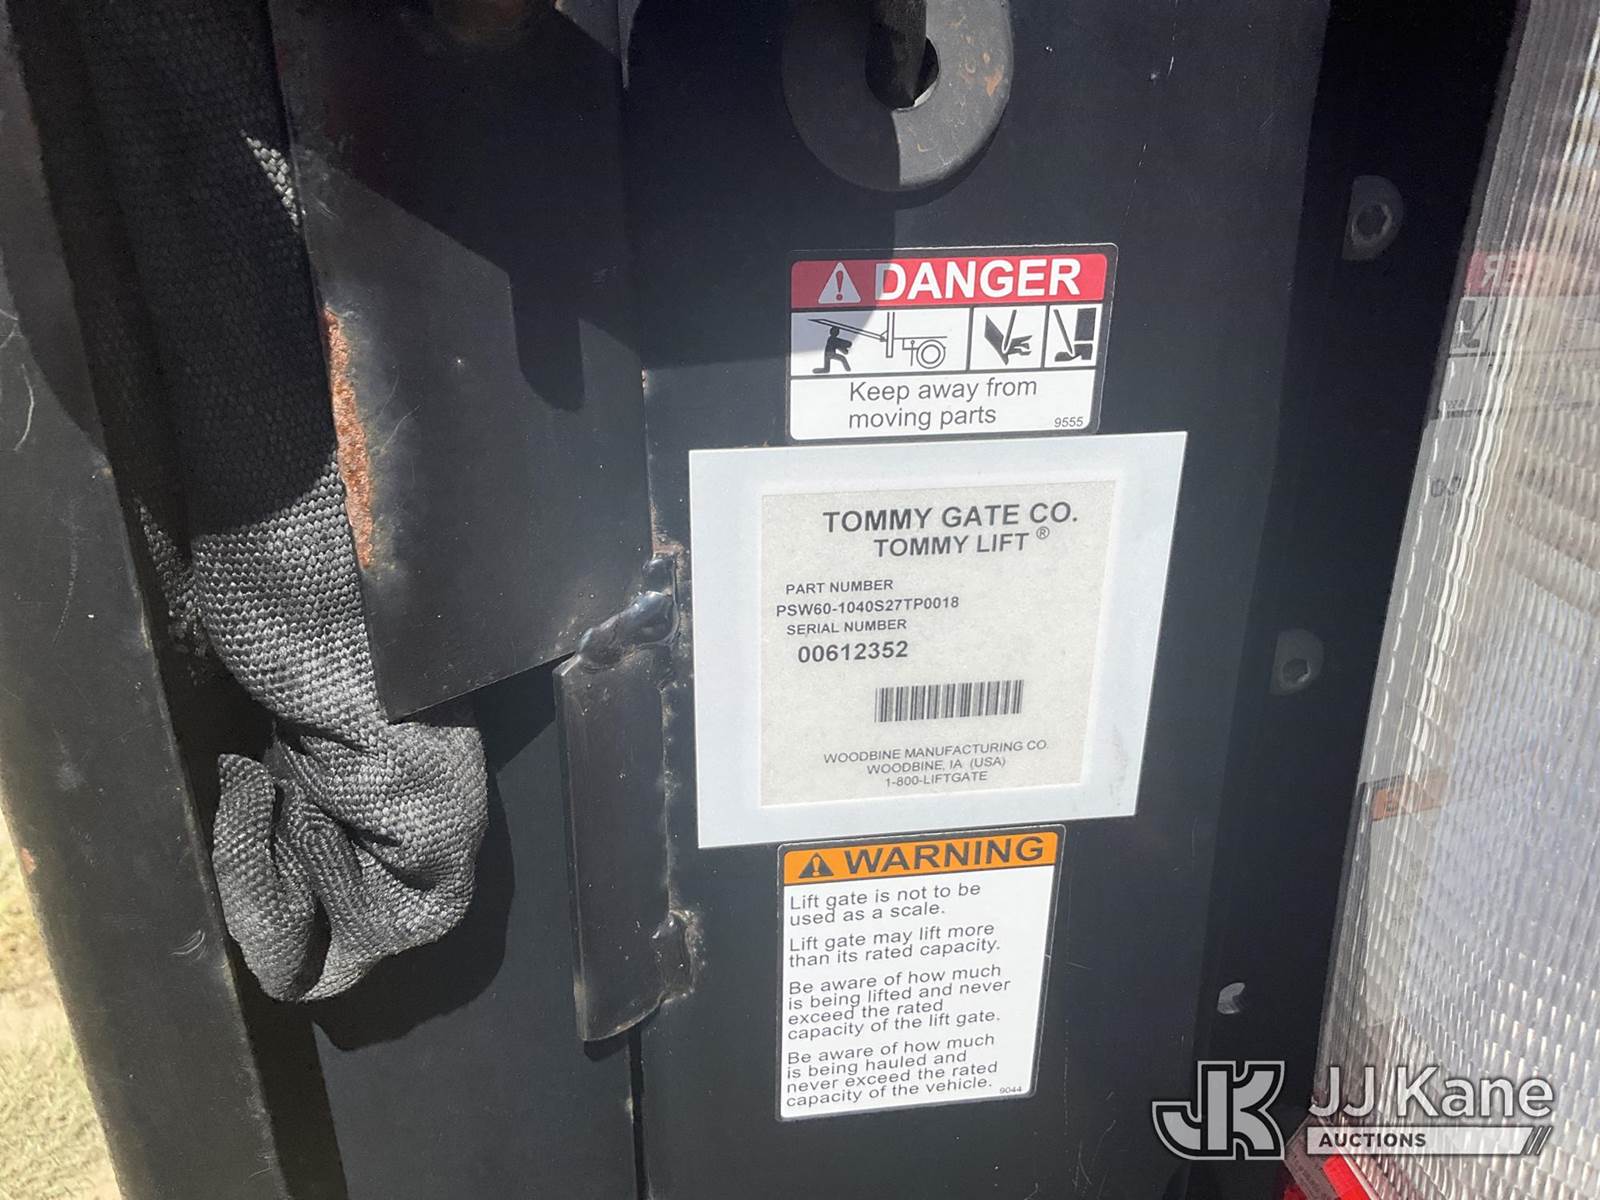 DANGER
Keep away from
moving parts
9555
TOMMY GATE CO.
TOMMY LIFT ®
PART NUMBER
PSW60-1040S27TP0018
SERIAL NUMBER
00612352
WOODBINE MANUFACTURING CO.
WOODBINE, IA (USA)
1-800-LIFTGATE
WARNING
Lift gate is not to be
used as a scale.
Lift gate may lift more
than its rated capacity.
Be aware of how much
is being lifted and never
exceed the rated
capacity of the lift gate.
Be aware of how much
is being hauled and
never exceed the rated
capacity of the vehicle.
9044
JK JJ Kane
AUCTIONS